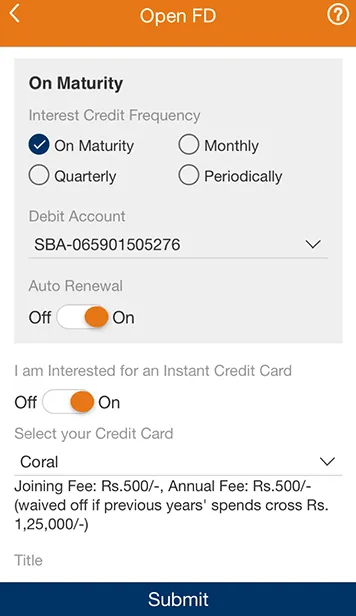 Open FD
On Maturity
Interest Credit Frequency
On Maturity Monthly
Quarterly Periodically
Debit Account
SBA-065901505276
Auto Renewal
Off On
I am Interested for an Instant Credit Card
Off On
Select your Credit Card
Coral
Joining Fee: Rs.500/-, Annual Fee: Rs.500/-
(waived off if previous years' spends cross Rs.
1,25,000/-)
Title
Submit